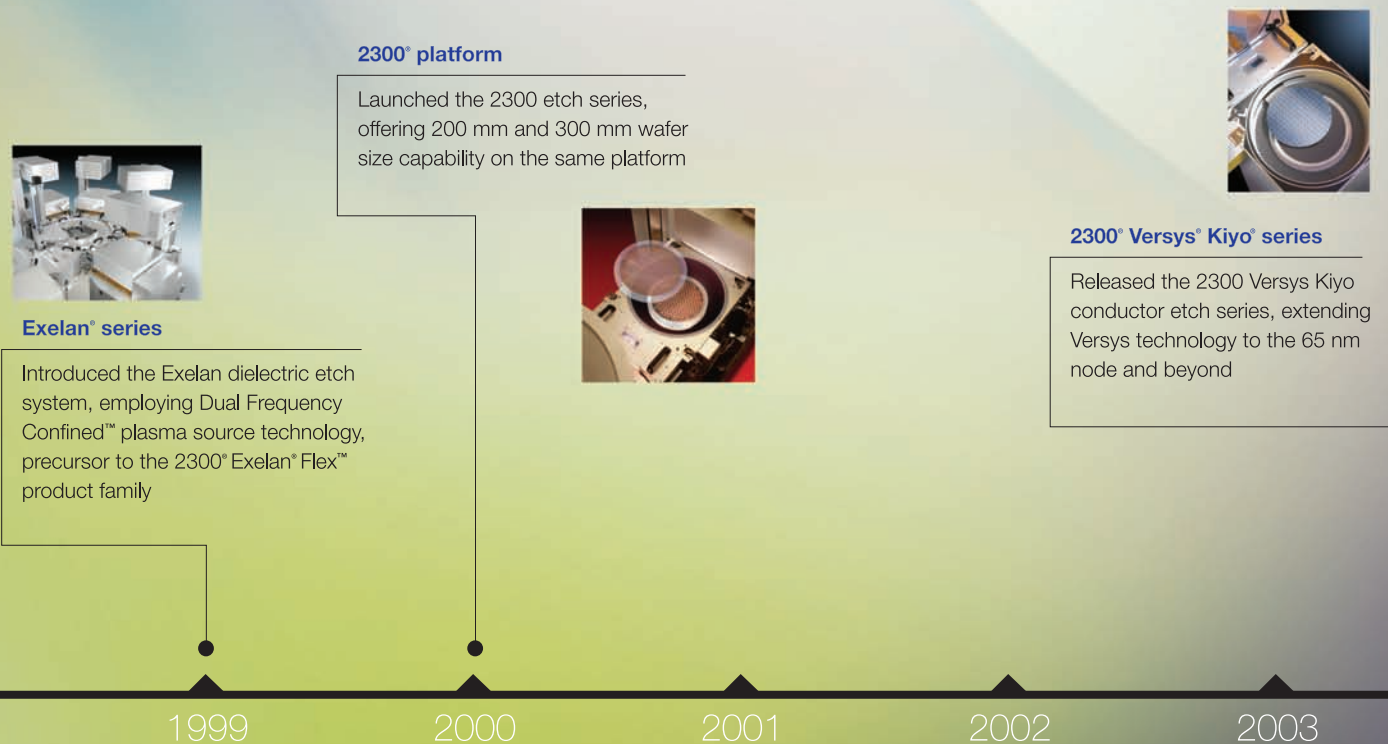 2300® platform
Launched the 2300 etch series,
offering 200 mm and 300 mm wafer
size capability on the same platform
Exelan® series
Introduced the Exelan dielectric etch
system, employing Dual Frequency
Confined™ plasma source technology,
precursor to the 2300® Exelan® Flex™
product family
2300® Versys® Kiyo® series
Released the 2300 Versys Kiyo
conductor etch series, extending
Versys technology to the 65 nm
node and beyond
1999 2000 2001 2002 2003